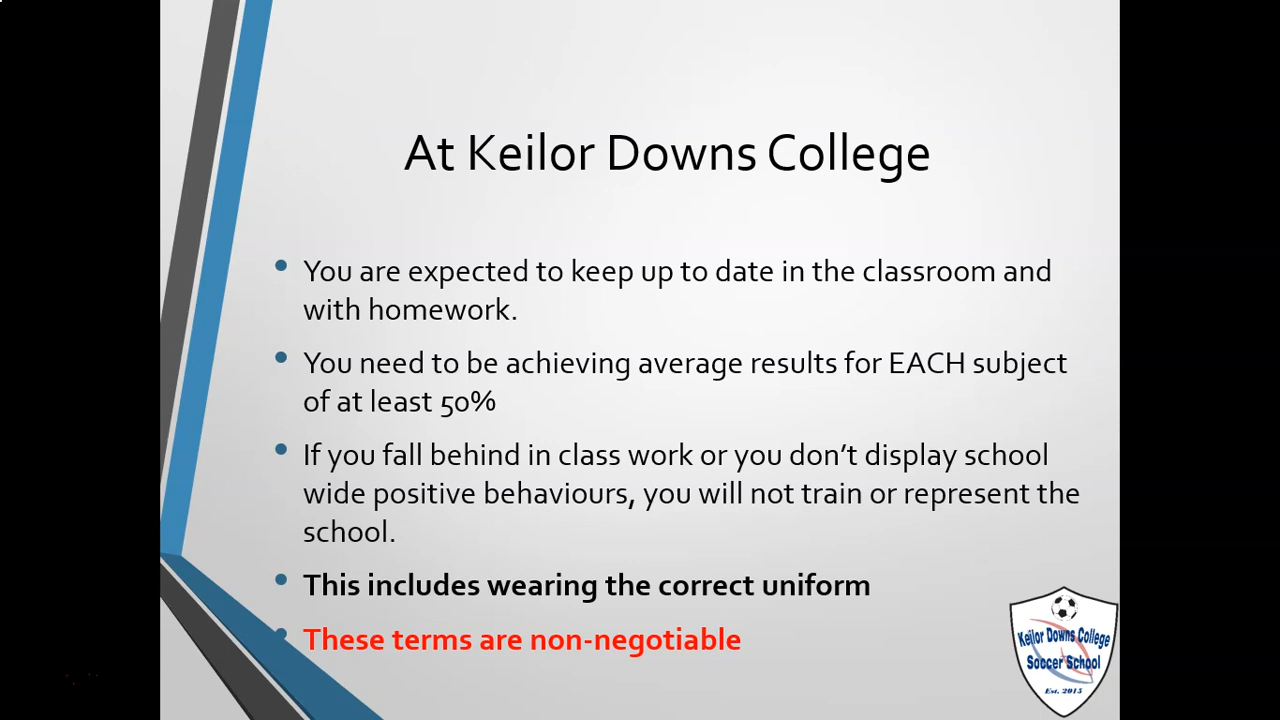 At Keilor Downs College
You are expected to keep up to date in the classroom and
with homework.
You need to be achieving average results for EACH subject
of at least 50%
If you fall behind in class work or you don’t display school
wide positive behaviours, you will not train or represent the
school.
This includes wearing the correct uniform
These terms are non-negotiable
Keilor Downs College
Soccer School
Est. 2015